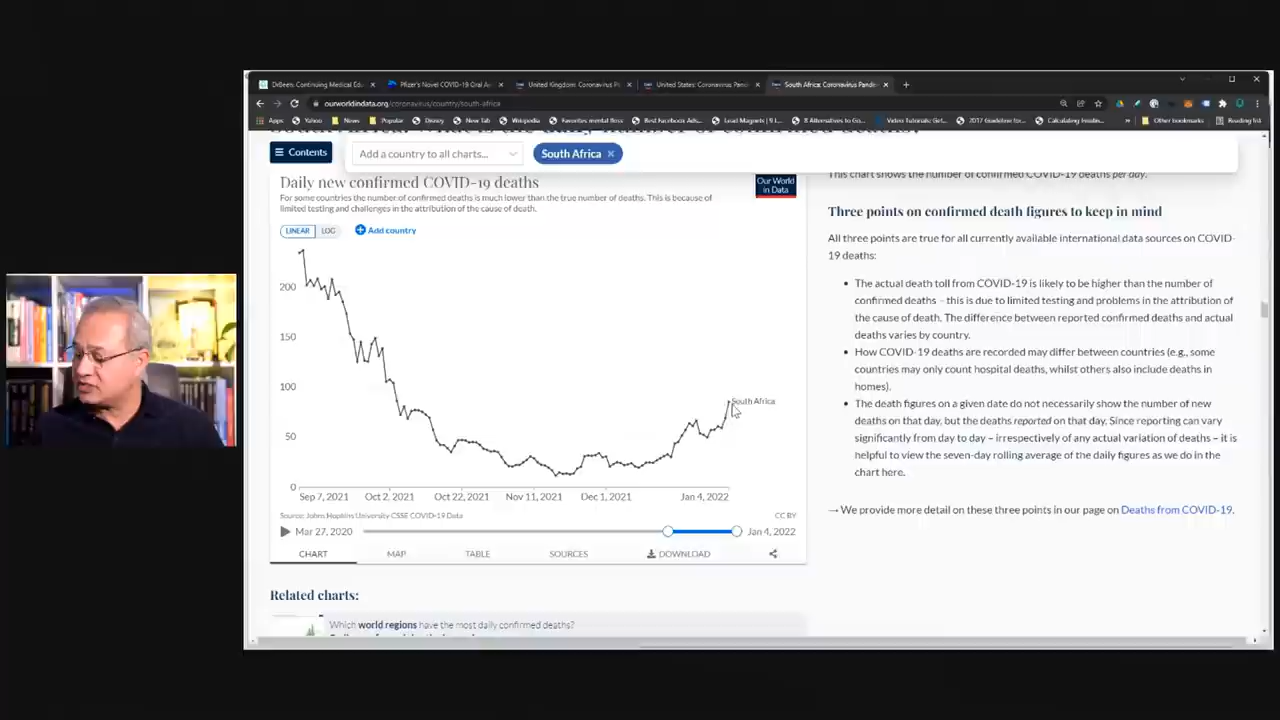 DrBeen: Continuing Medical Edu
Pfizer's Novel COVID-19 Oral A
United Kingdom: Coronavirus P
United States: Coronavirus Pand
South Africa: Coronavirus Pande
ourworldindata.org/coronavirus/country/south-africa
Apps
Yahoo
News
Popular
Disney
New Tab
Wikipedia
Favorites mental floss
Best Facebook Ads...
Lead Magnets | 9 I...
8 Alternatives to Go...
Video Tutorials: Get...
2017 Guideline for...
Calculating Feedin...
»
Other bookmarks
Reading list
South Africa: What is the daily number of confirmed deaths?
Contents
Add a country to all charts...
South Africa ×
Daily new confirmed COVID-19 deaths
For some countries the number of confirmed deaths is much lower than the true number of deaths. This is because of
limited testing and challenges in the attribution of the cause of death.
Our World
in Data
LINEAR
LOG
Add country
200
150
100
50
0
South Africa
Sep 7, 2021
Oct 2, 2021
Oct 22, 2021
Nov 11, 2021
Dec 1, 2021
Jan 4, 2022
Source: Johns Hopkins University CSSE COVID-19 Data
CC BY
Mar 27, 2020
Jan 4, 2022
CHART
MAP
TABLE
SOURCES
DOWNLOAD
Related charts:
Which world regions have the most daily confirmed deaths?
This chart shows the number of confirmed COVID-19 deaths per day.
Three points on confirmed death figures to keep in mind
All three points are true for all currently available international data sources on COVID-
19 deaths:
• The actual death toll from COVID-19 is likely to be higher than the number of
confirmed deaths – this is due to limited testing and problems in the attribution of
the cause of death. The difference between reported confirmed deaths and actual
deaths varies by country.
• How COVID-19 deaths are recorded may differ between countries (e.g., some
countries may only count hospital deaths, whilst others also include deaths in
homes).
• The death figures on a given date do not necessarily show the number of new
deaths on that day, but the deaths reported on that day. Since reporting can vary
significantly from day to day – irrespectively of any actual variation of deaths – it is
helpful to view the seven-day rolling average of the daily figures as we do in the
chart here.
→ We provide more detail on these three points in our page on Deaths from COVID-19.